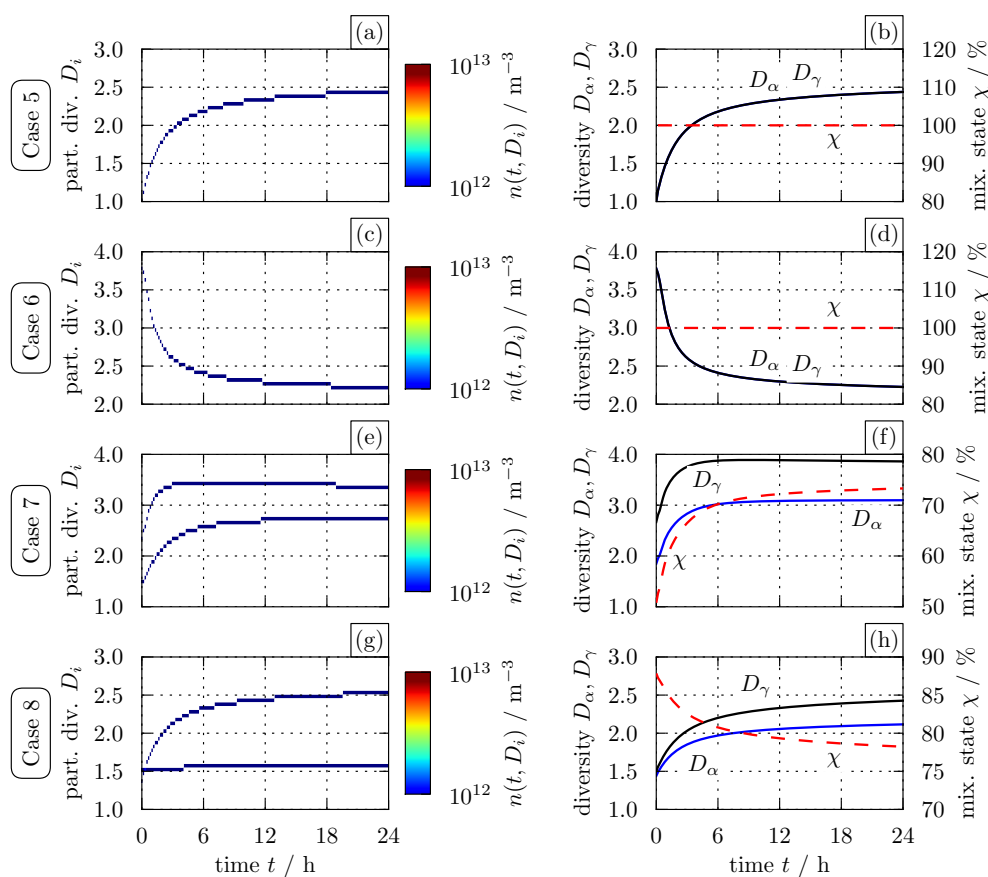 (a)
(b)
Case 5
part. div. D_i
3.0
2.5
2.0
1.5
1.0
10^13
10^12
n(t, D_i) / m^−3
diversity D_α, D_γ
3.0
2.5
2.0
1.5
1.0
D_α D_γ
χ
120
110
100
90
80
mix. state χ / %
(c)
(d)
Case 6
part. div. D_i
4.0
3.5
3.0
2.5
2.0
10^13
10^12
n(t, D_i) / m^−3
diversity D_α, D_γ
4.0
3.5
3.0
2.5
2.0
χ
D_α D_γ
120
115
100
85
80
mix. state χ / %
(e)
(f)
Case 7
part. div. D_i
4.0
3.0
2.0
1.0
10^13
10^12
n(t, D_i) / m^−3
diversity D_α, D_γ
4.0
3.0
2.0
1.0
D_γ
D_α
χ
80
70
60
50
mix. state χ / %
(g)
(h)
Case 8
part. div. D_i
3.0
2.5
2.0
1.5
1.0
10^13
10^12
n(t, D_i) / m^−3
diversity D_α, D_γ
3.0
2.5
2.0
1.5
1.0
D_γ
D_α
χ
90
85
80
75
70
mix. state χ / %
0 6 12 18 24
time t / h
0 6 12 18 24
time t / h